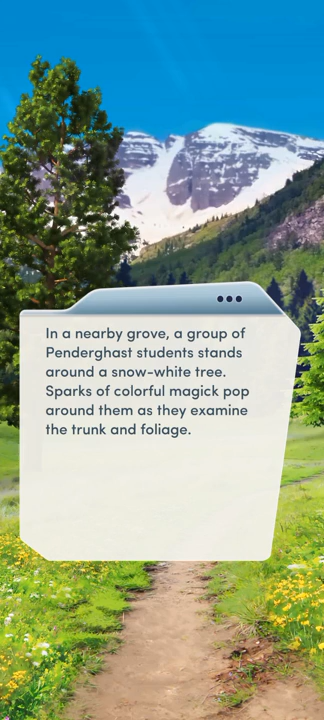 In a nearby grove, a group of
Penderghast students stands
around a snow-white tree.
Sparks of colorful magick pop
around them as they examine
the trunk and foliage.